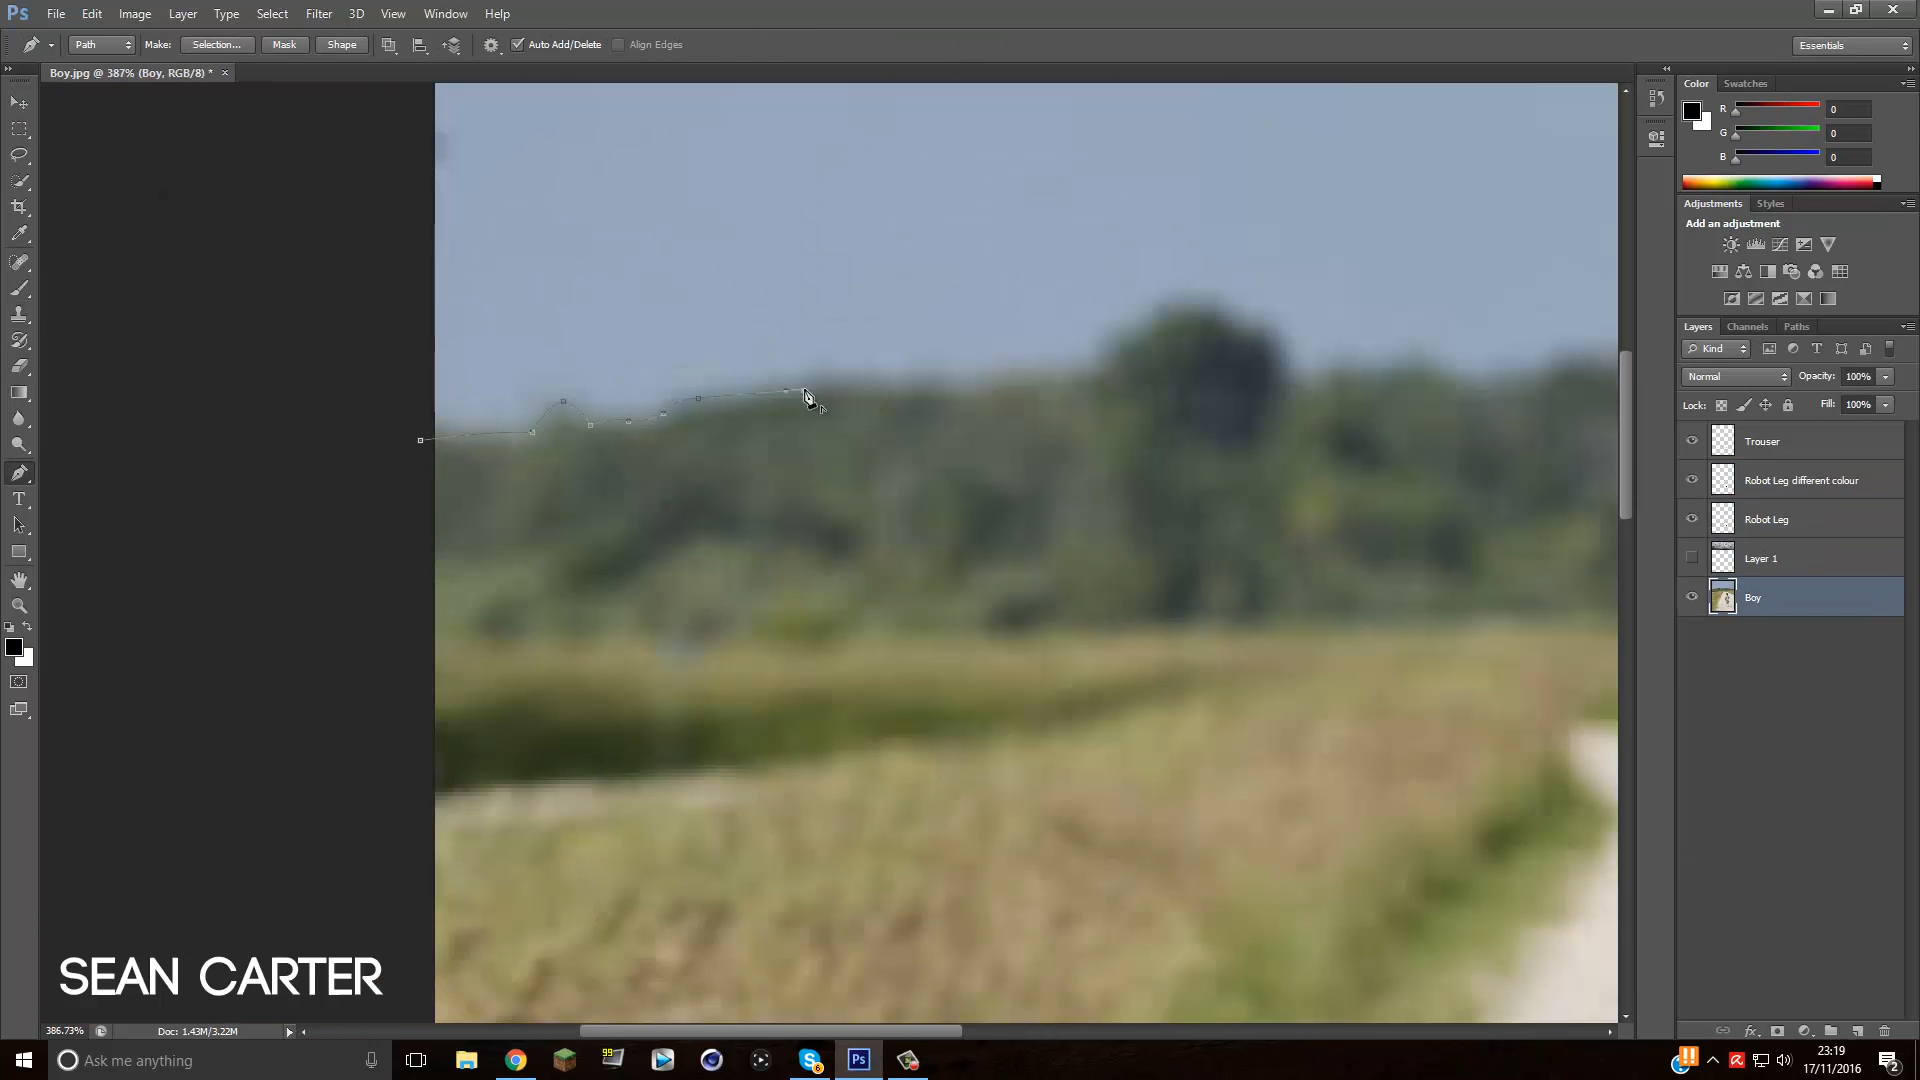 Ps File Edit Image Layer Type Select Filter 3D View Window Help
Path Make: Selection... Mask Shape Auto Add/Delete Align Edges Essentials
Boy.jpg @ 387% (Boy, RGB/8) *
Color Swatches
R 0
G 0
B 0
Adjustments Styles
Add an adjustment
Layers Channels Paths
Kind
Normal Opacity: 100%
Lock: Fill: 100%
Trouser
Robot Leg different colour
Robot Leg
Layer 1
Boy
SEAN CARTER
386.73% Doc: 1.43M/3.22M
Ask me anything
99
6
Ps
23:19
17/11/2016
2